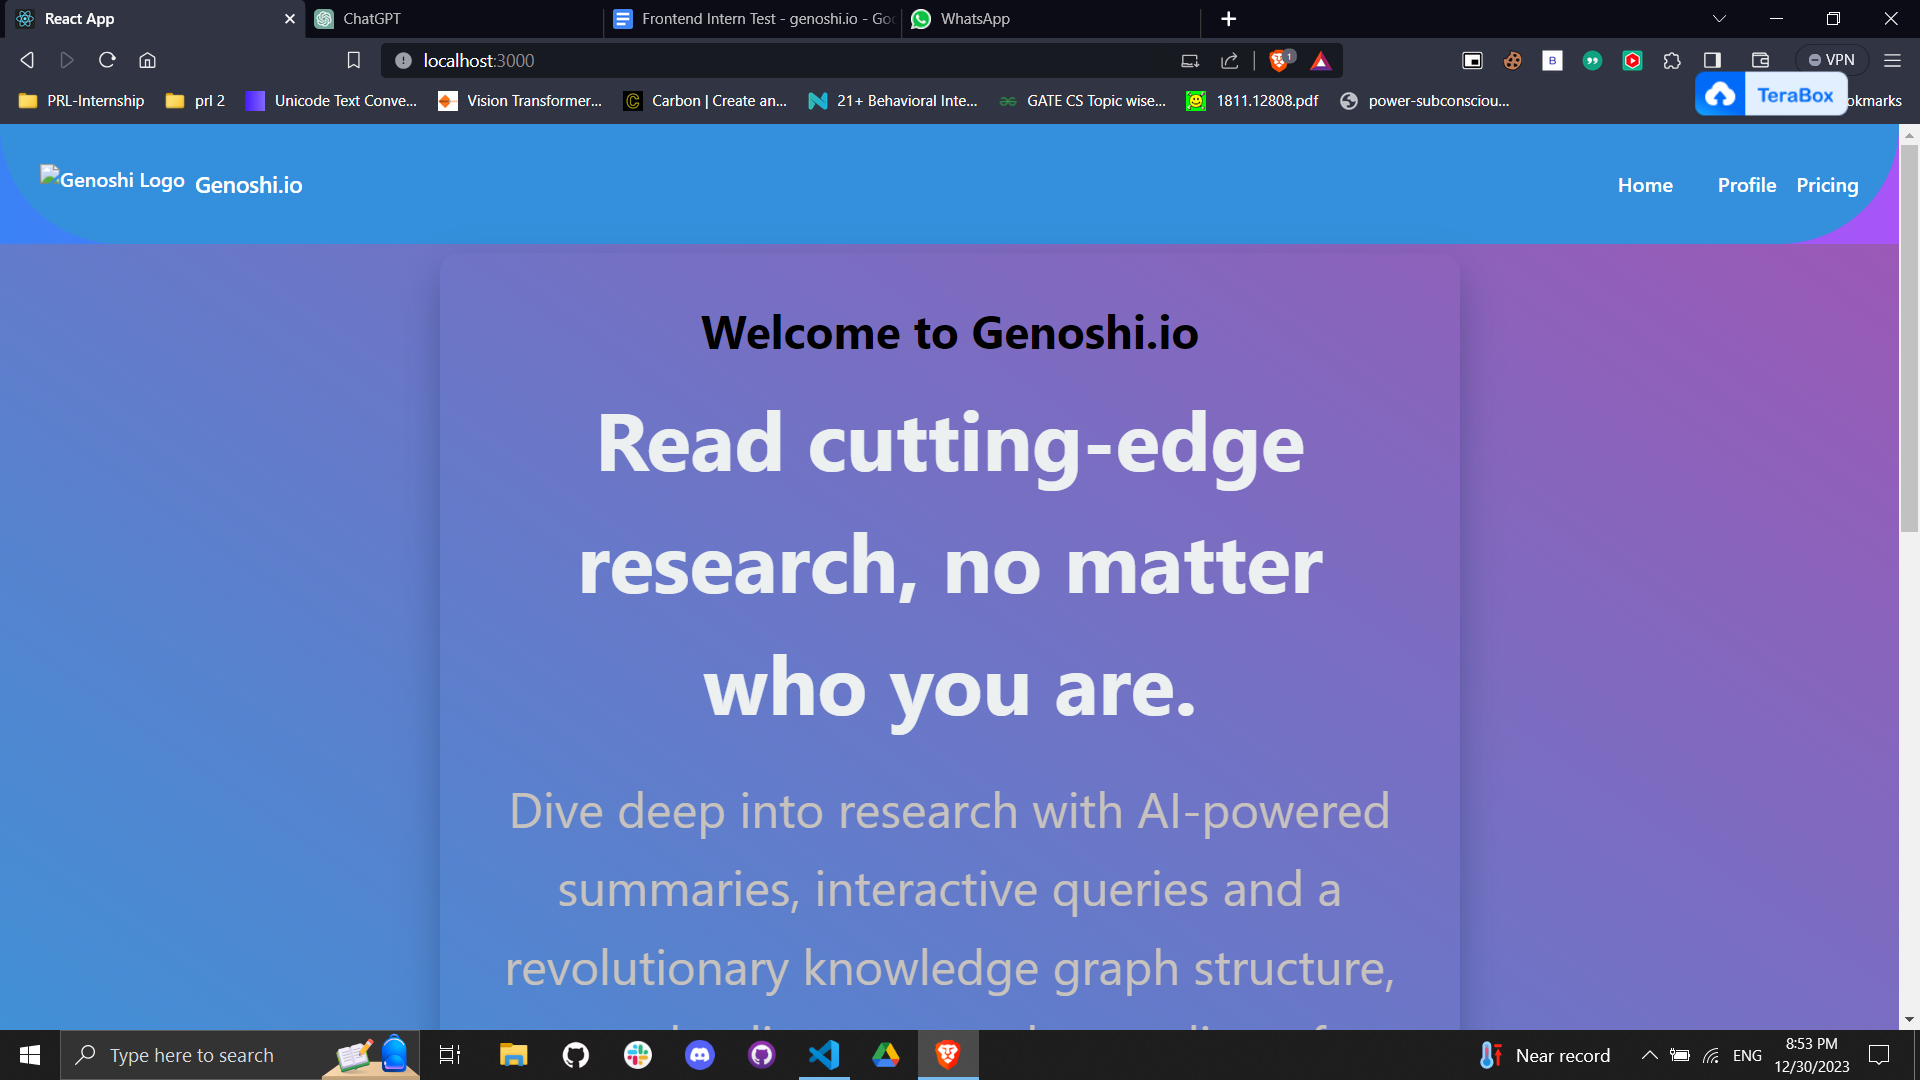 React App
ChatGPT
Frontend Intern Test - genoshi.io - Goo
WhatsApp
localhost:3000
1
B
VPN
PRL-Internship
prl 2
Unicode Text Conve...
Vision Transformer...
Carbon | Create an...
21+ Behavioral Inte...
GATE CS Topic wise...
1811.12808.pdf
power-subconsciou...
TeraBox
okmarks
Genoshi Logo
Genoshi.io
Home
Profile
Pricing
Welcome to Genoshi.io
Read cutting-edge
research, no matter
who you are.
Dive deep into research with AI-powered
summaries, interactive queries and a
revolutionary knowledge graph structure,
Type here to search
Near record
ENG
8:53 PM
12/30/2023